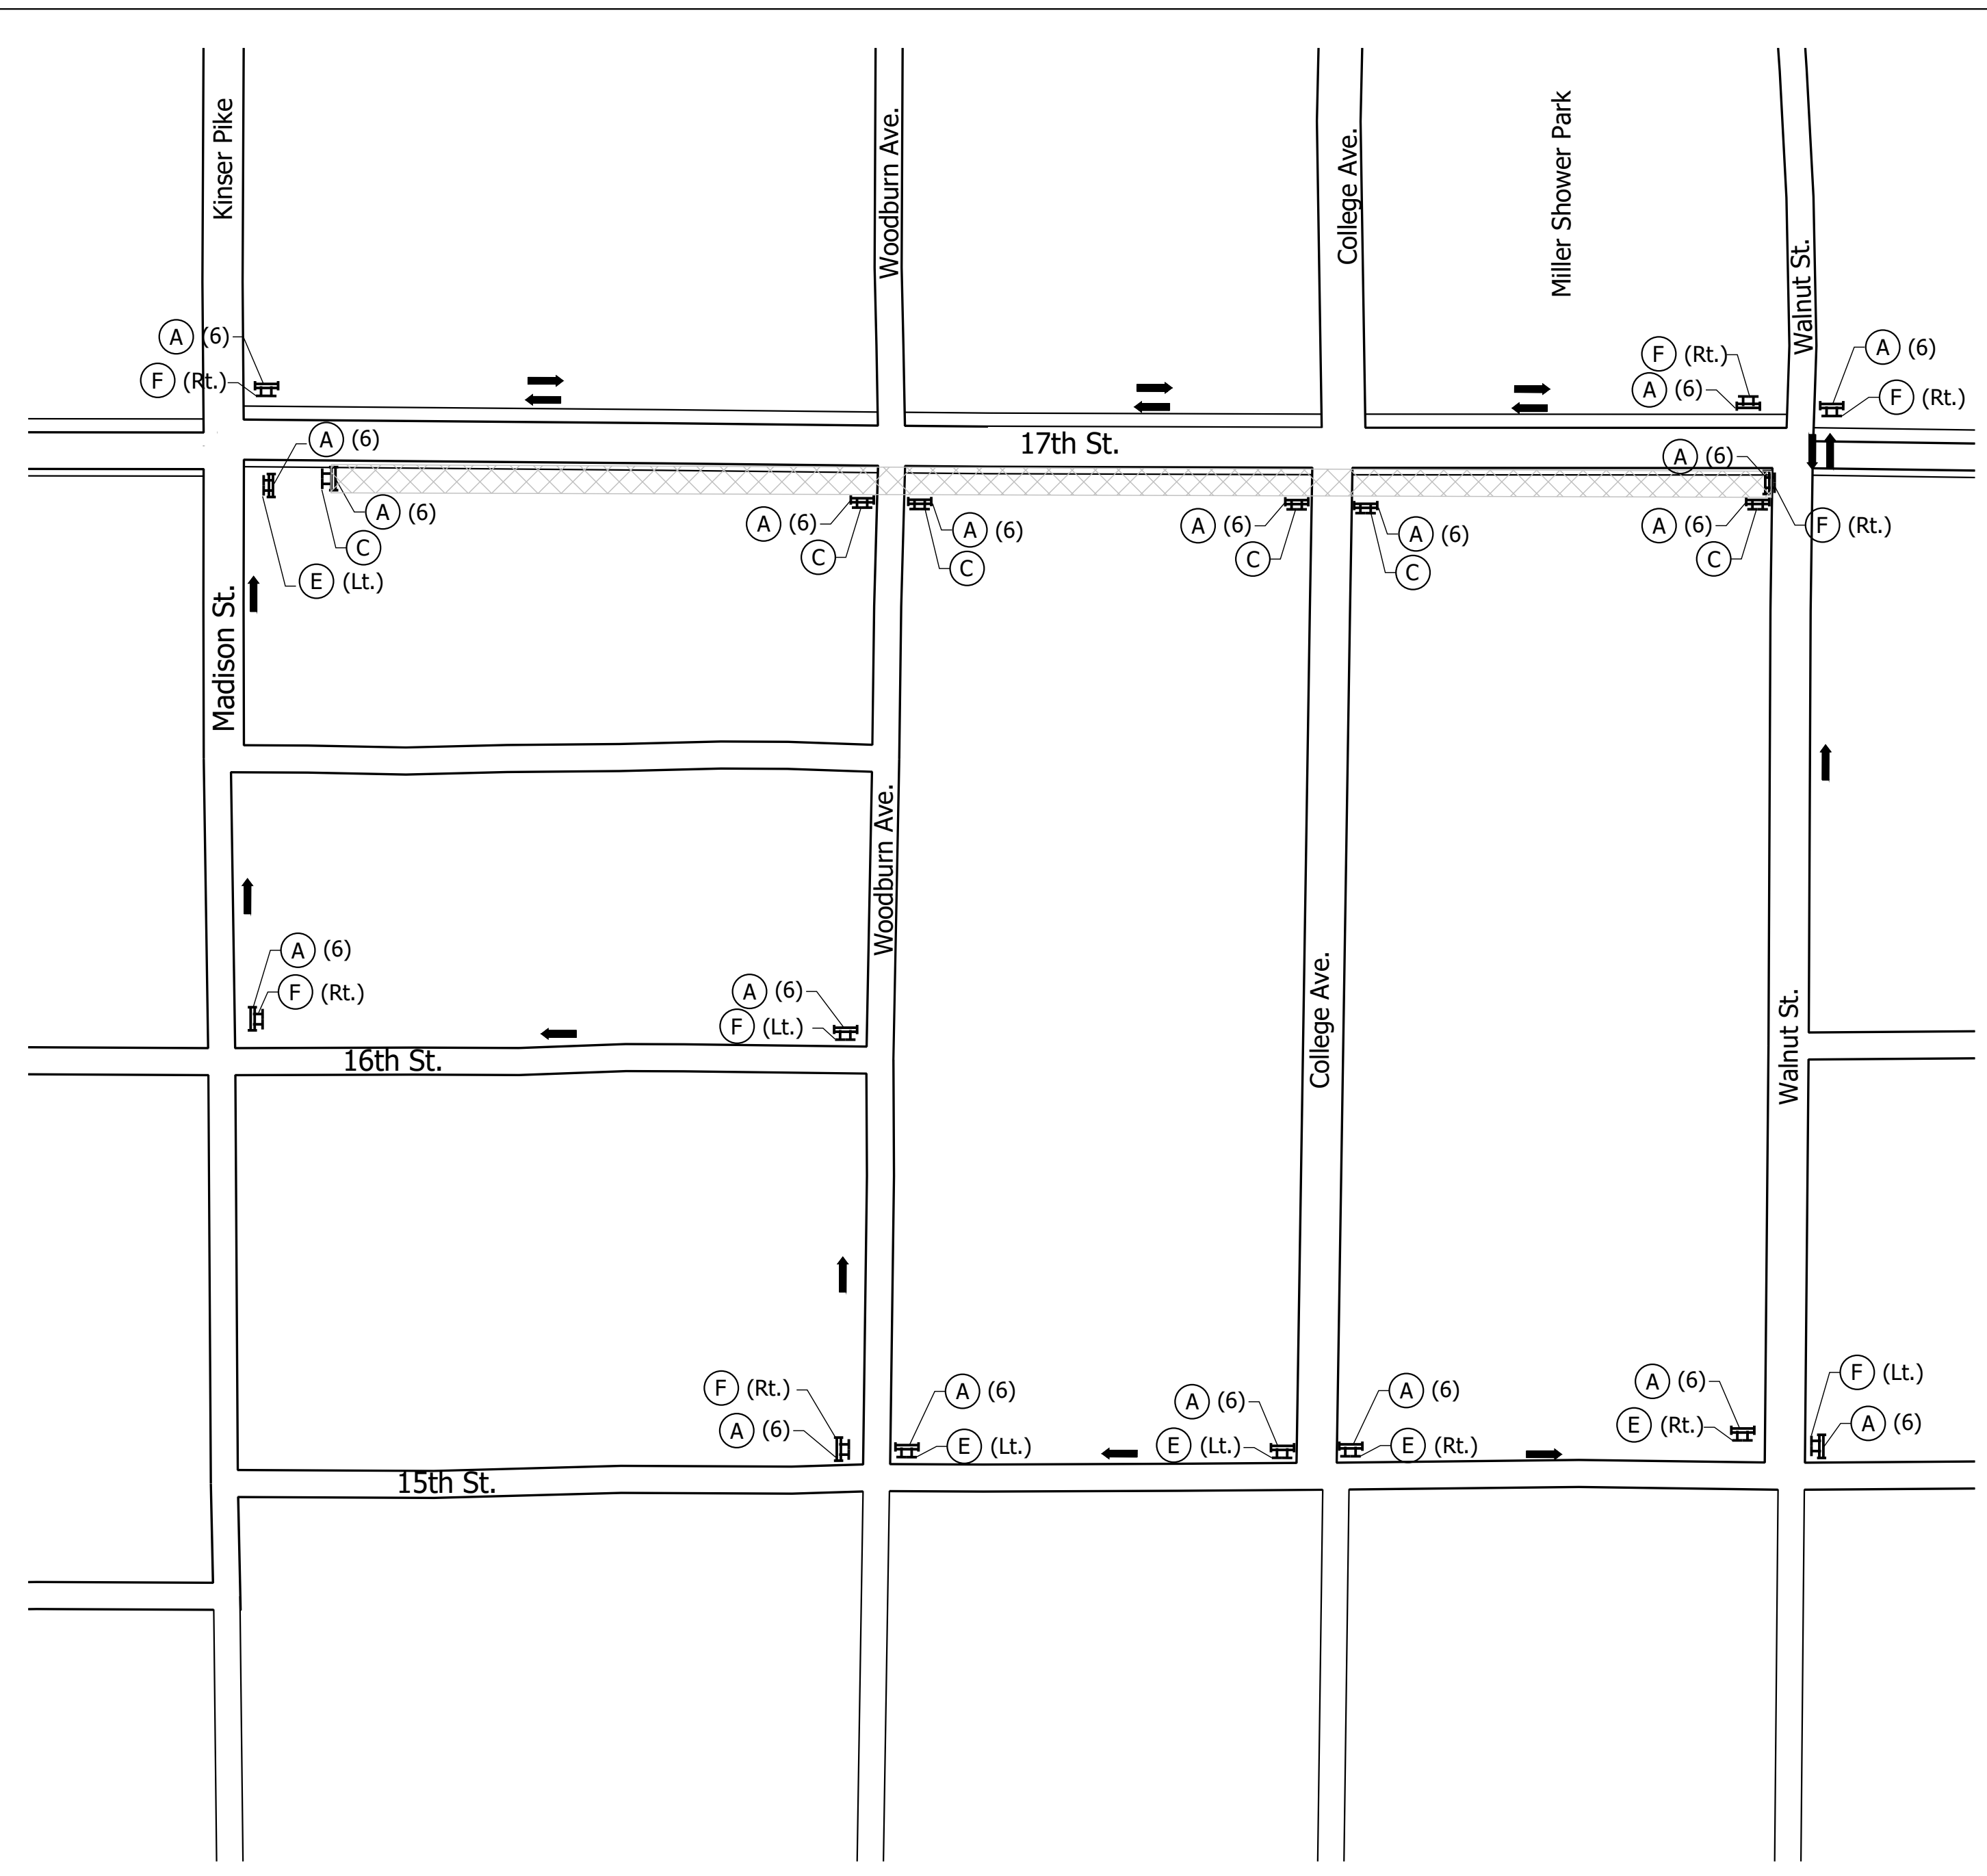 Kinser Pike
Woodburn Ave.
College Ave.
Miller Shower Park
Walnut St.
A (6)
F (Rt.)
F (Rt.)
A (6)
A (6)
F (Rt.)
17th St.
A (6)
A (6)
C
E (Lt.)
A (6)
C
A (6)
C
A (6)
C
A (6)
C
A (6)
A (6)
C
F (Rt.)
Madison St.
Woodburn Ave.
College Ave.
Walnut St.
A (6)
F (Rt.)
A (6)
F (Lt.)
16th St.
F (Rt.)
A (6)
A (6)
E (Lt.)
A (6)
E (Lt.)
A (6)
E (Rt.)
A (6)
E (Rt.)
F (Lt.)
A (6)
15th St.